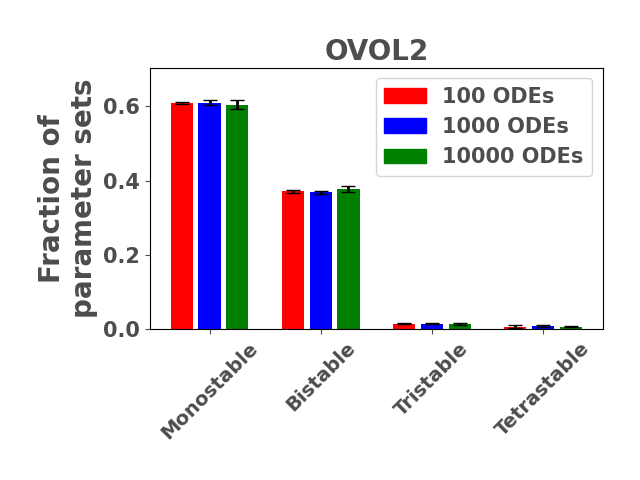 OVOL2
Fraction of
parameter sets
0.6
0.4
0.2
0.0
100 ODEs
1000 ODEs
10000 ODEs
Monostable
Bistable
Tristable
Tetrastable